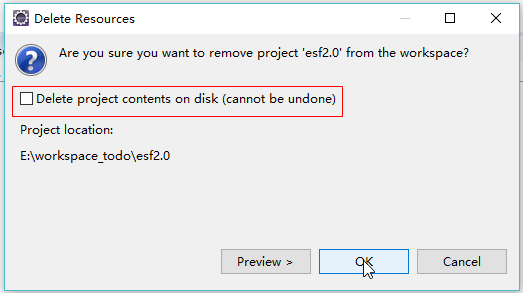 Delete Resources
Are you sure you want to remove project 'esf2.0' from the workspace?
Delete project contents on disk (cannot be undone)
Project location:
E:\workspace_todo\esf2.0
Preview >
OK
Cancel